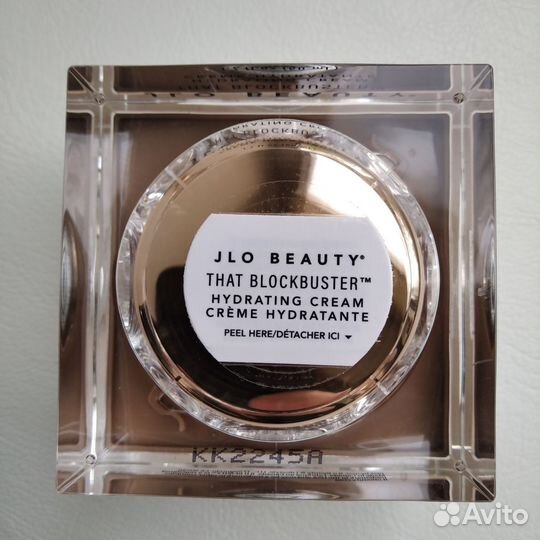 JLO BEAUTY®
THAT BLOCKBUSTER™
HYDRATING CREAM
CRÈME HYDRATANTE
PEEL HERE/DÉTACHER ICI
KK2245A
Avito